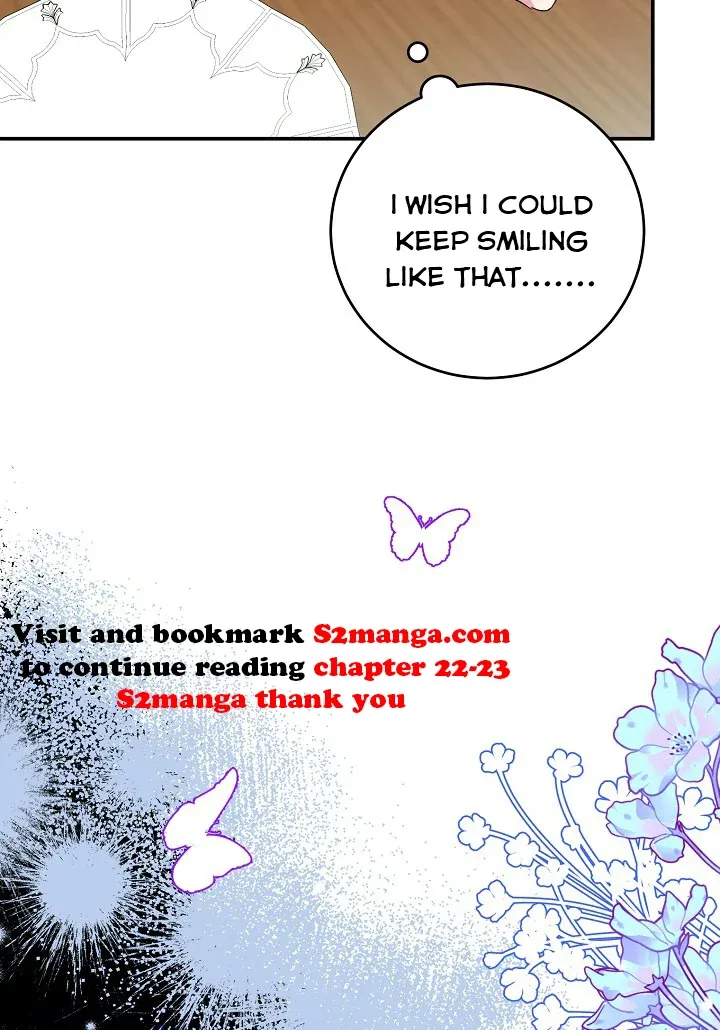 I WISH I COULD
KEEP SMILING
LIKE THAT.......
Visit and bookmark S2manga.com
to continue reading chapter 22-23
S2manga thank you